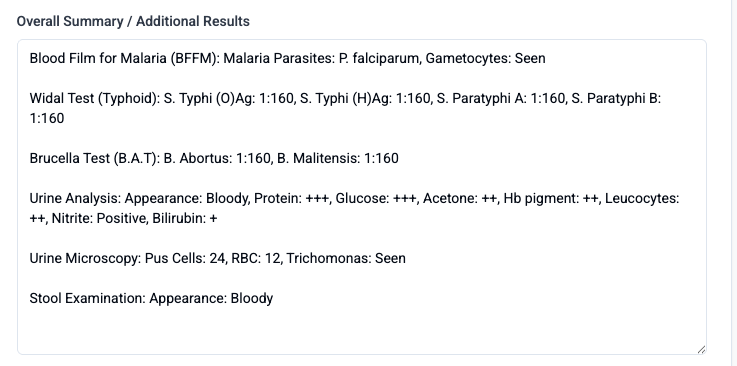 Overall Summary / Additional Results
Blood Film for Malaria (BFFM): Malaria Parasites: P. falciparum, Gametocytes: Seen
Widal Test (Typhoid): S. Typhi (O)Ag: 1:160, S. Typhi (H)Ag: 1:160, S. Paratyphi A: 1:160, S. Paratyphi B:
1:160
Brucella Test (B.A.T): B. Abortus: 1:160, B. Malitensis: 1:160
Urine Analysis: Appearance: Bloody, Protein: +++, Glucose: +++, Acetone: ++, Hb pigment: ++, Leucocytes:
++, Nitrite: Positive, Bilirubin: +
Urine Microscopy: Pus Cells: 24, RBC: 12, Trichomonas: Seen
Stool Examination: Appearance: Bloody